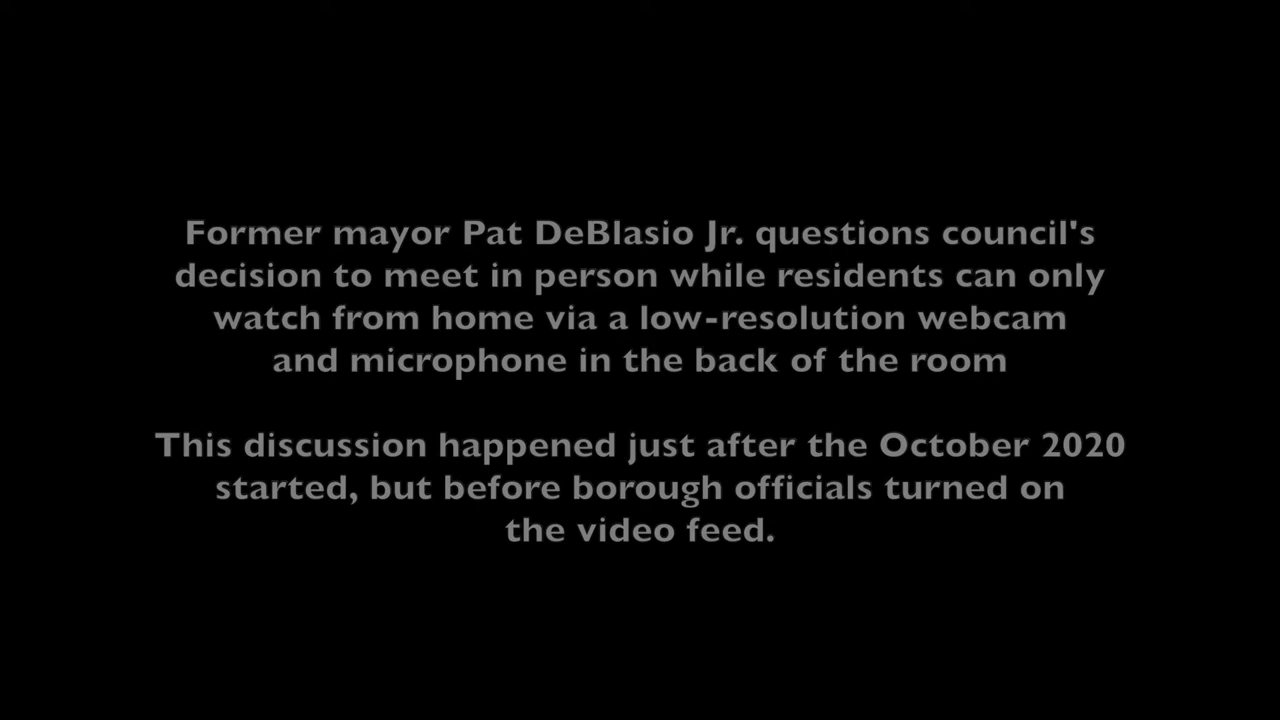 Former mayor Pat DeBlasio Jr. questions council's
decision to meet in person while residents can only
watch from home via a low-resolution webcam
and microphone in the back of the room
This discussion happened just after the October 2020
started, but before borough officials turned on
the video feed.